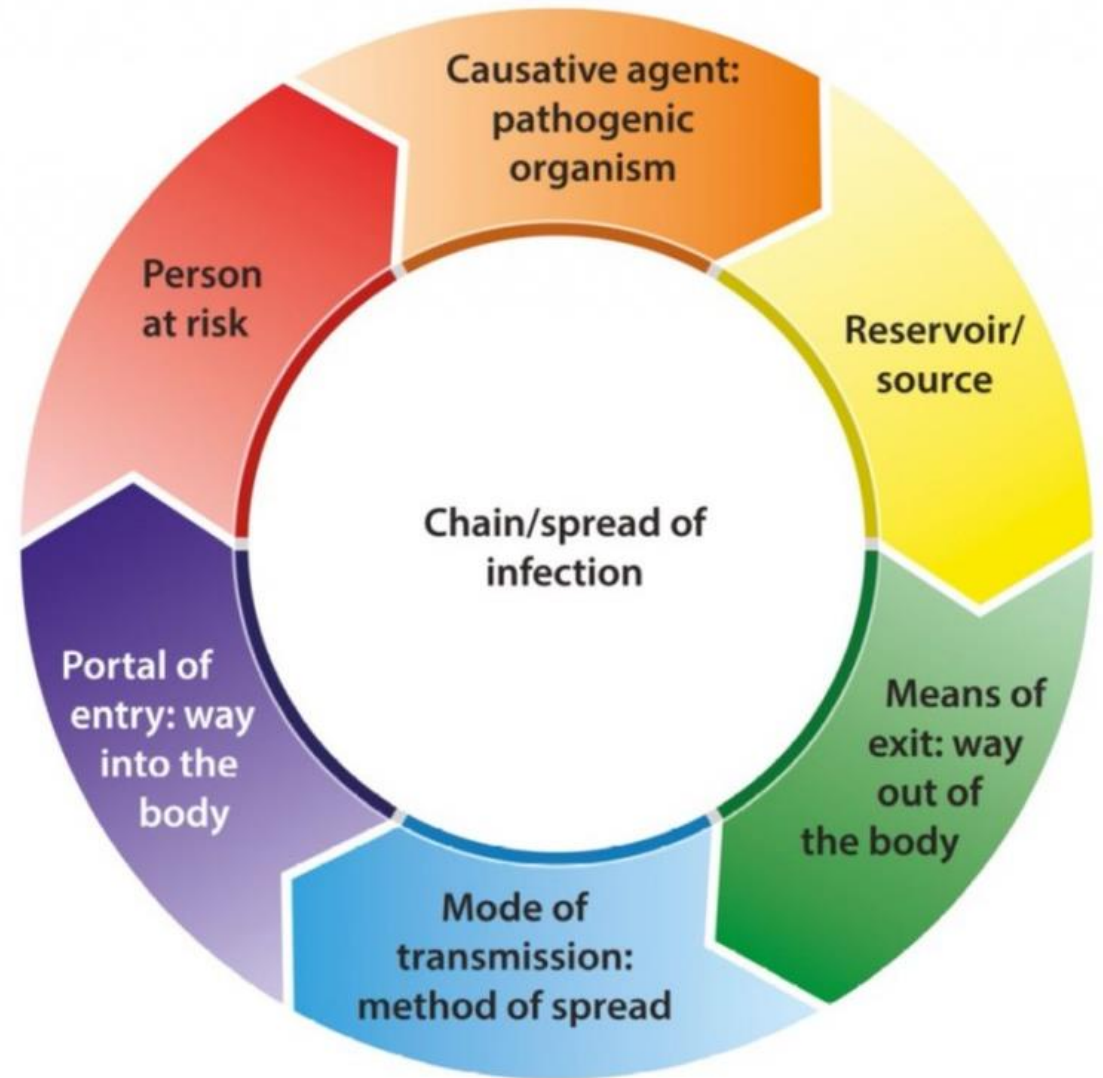 Causative agent:
pathogenic
organism
Reservoir/
source
Means of
exit: way
out of
the body
Mode of
transmission:
method of spread
Portal of
entry: way
into the
body
Person
at risk
Chain/spread of
infection